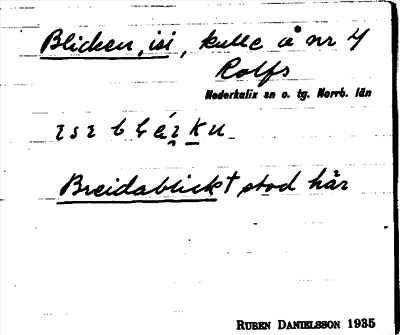 Blicken, isi, kulle å nr 4
Rolfs
Nederkalix sn o. tg. Norrb. län
Breidablick† stod här
RUBEN DANIELSSON 1935